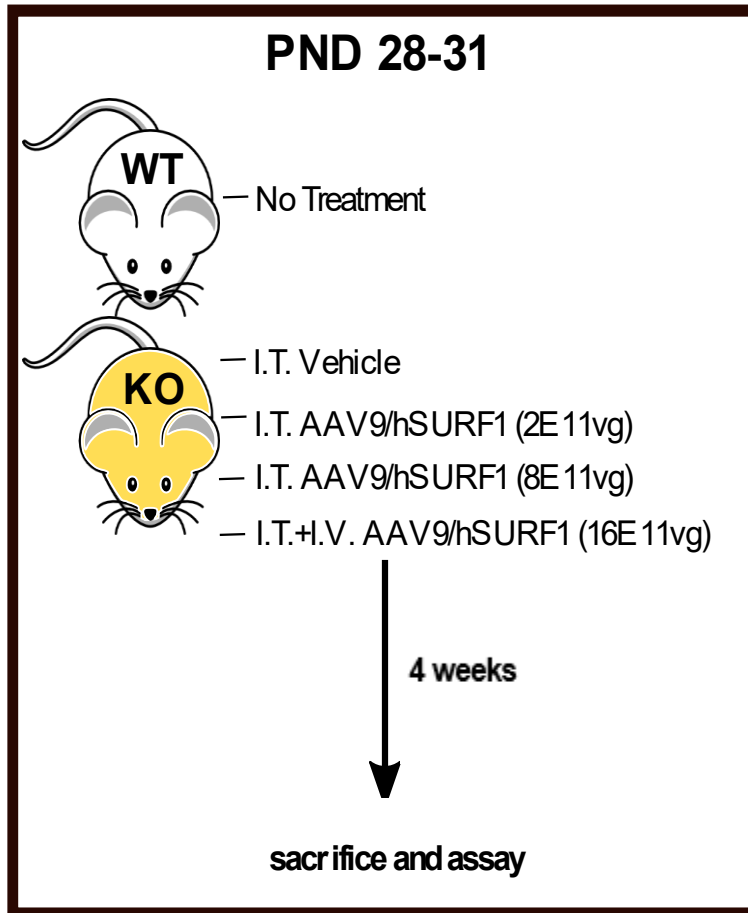 PND 28-31
WT
No Treatment
I.T. Vehicle
KO
I.T. AAV9/hSURF1 (2E11vg)
I.T. AAV9/hSURF1 (8E11vg)
I.T.+I.V. AAV9/hSURF1 (16E11vg)
4 weeks
sacrifice and assay